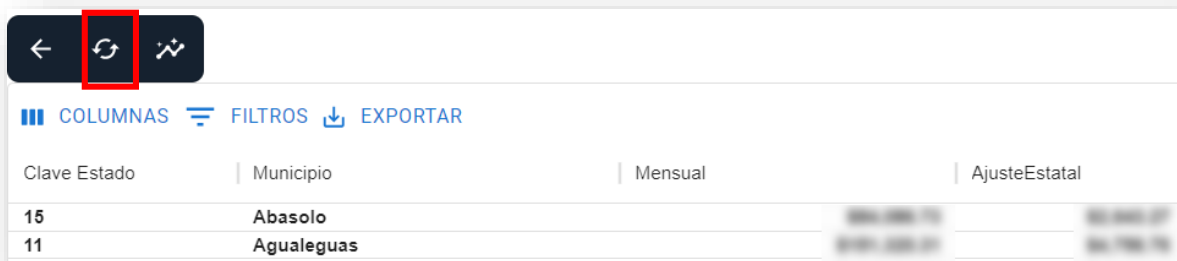 COLUMNAS FILTROS EXPORTAR
Clave Estado Municipio Mensual AjusteEstatal
15 Abasolo
11 Agualeguas